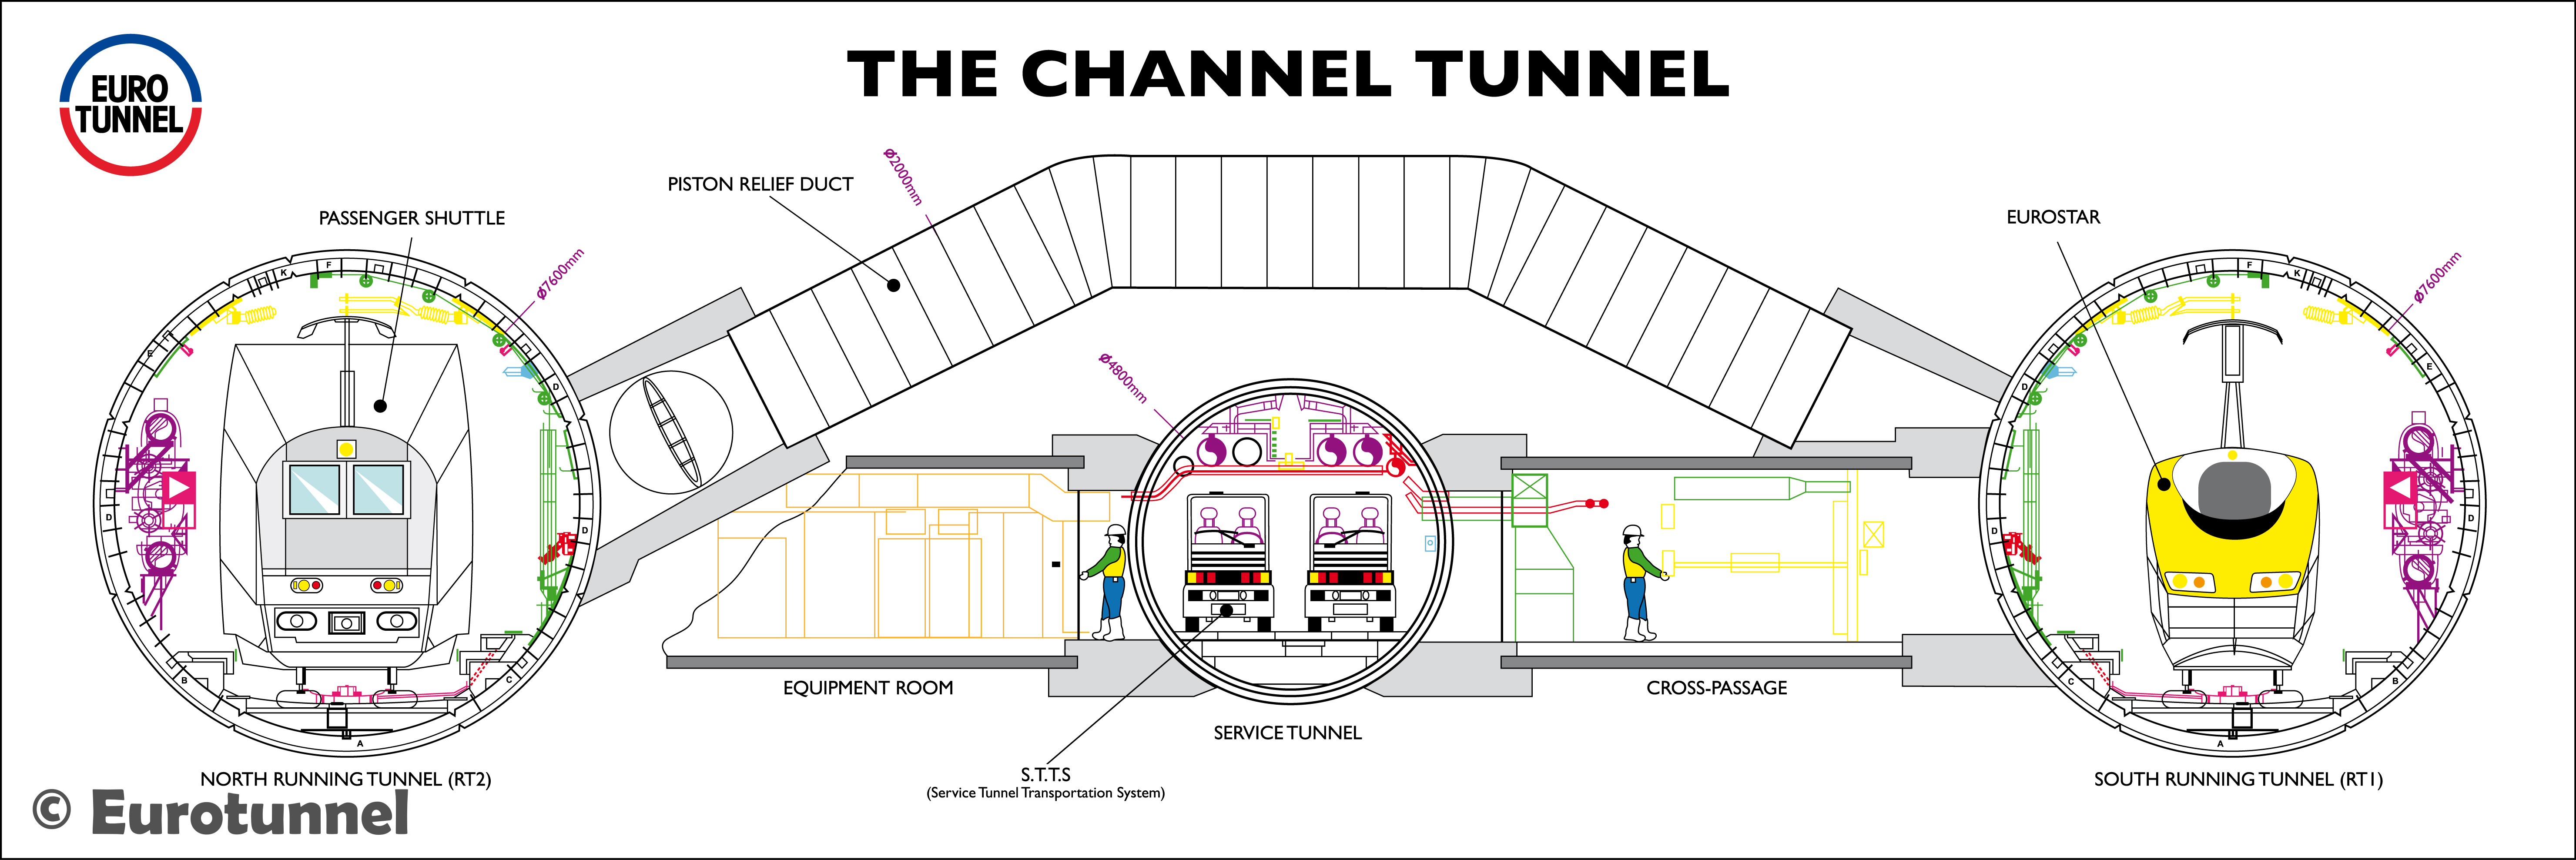 EURO
TUNNEL
THE CHANNEL TUNNEL
PISTON RELIEF DUCT
ø2000mm
PASSENGER SHUTTLE
EUROSTAR
ø7600mm
ø7600mm
ø4800mm
K
F
F
E
D
D
D
B
C
A
F
K
E
D
D
D
C
B
A
EQUIPMENT ROOM
CROSS-PASSAGE
SERVICE TUNNEL
S.T.T.S
(Service Tunnel Transportation System)
NORTH RUNNING TUNNEL (RT2)
SOUTH RUNNING TUNNEL (RT1)
© Eurotunnel